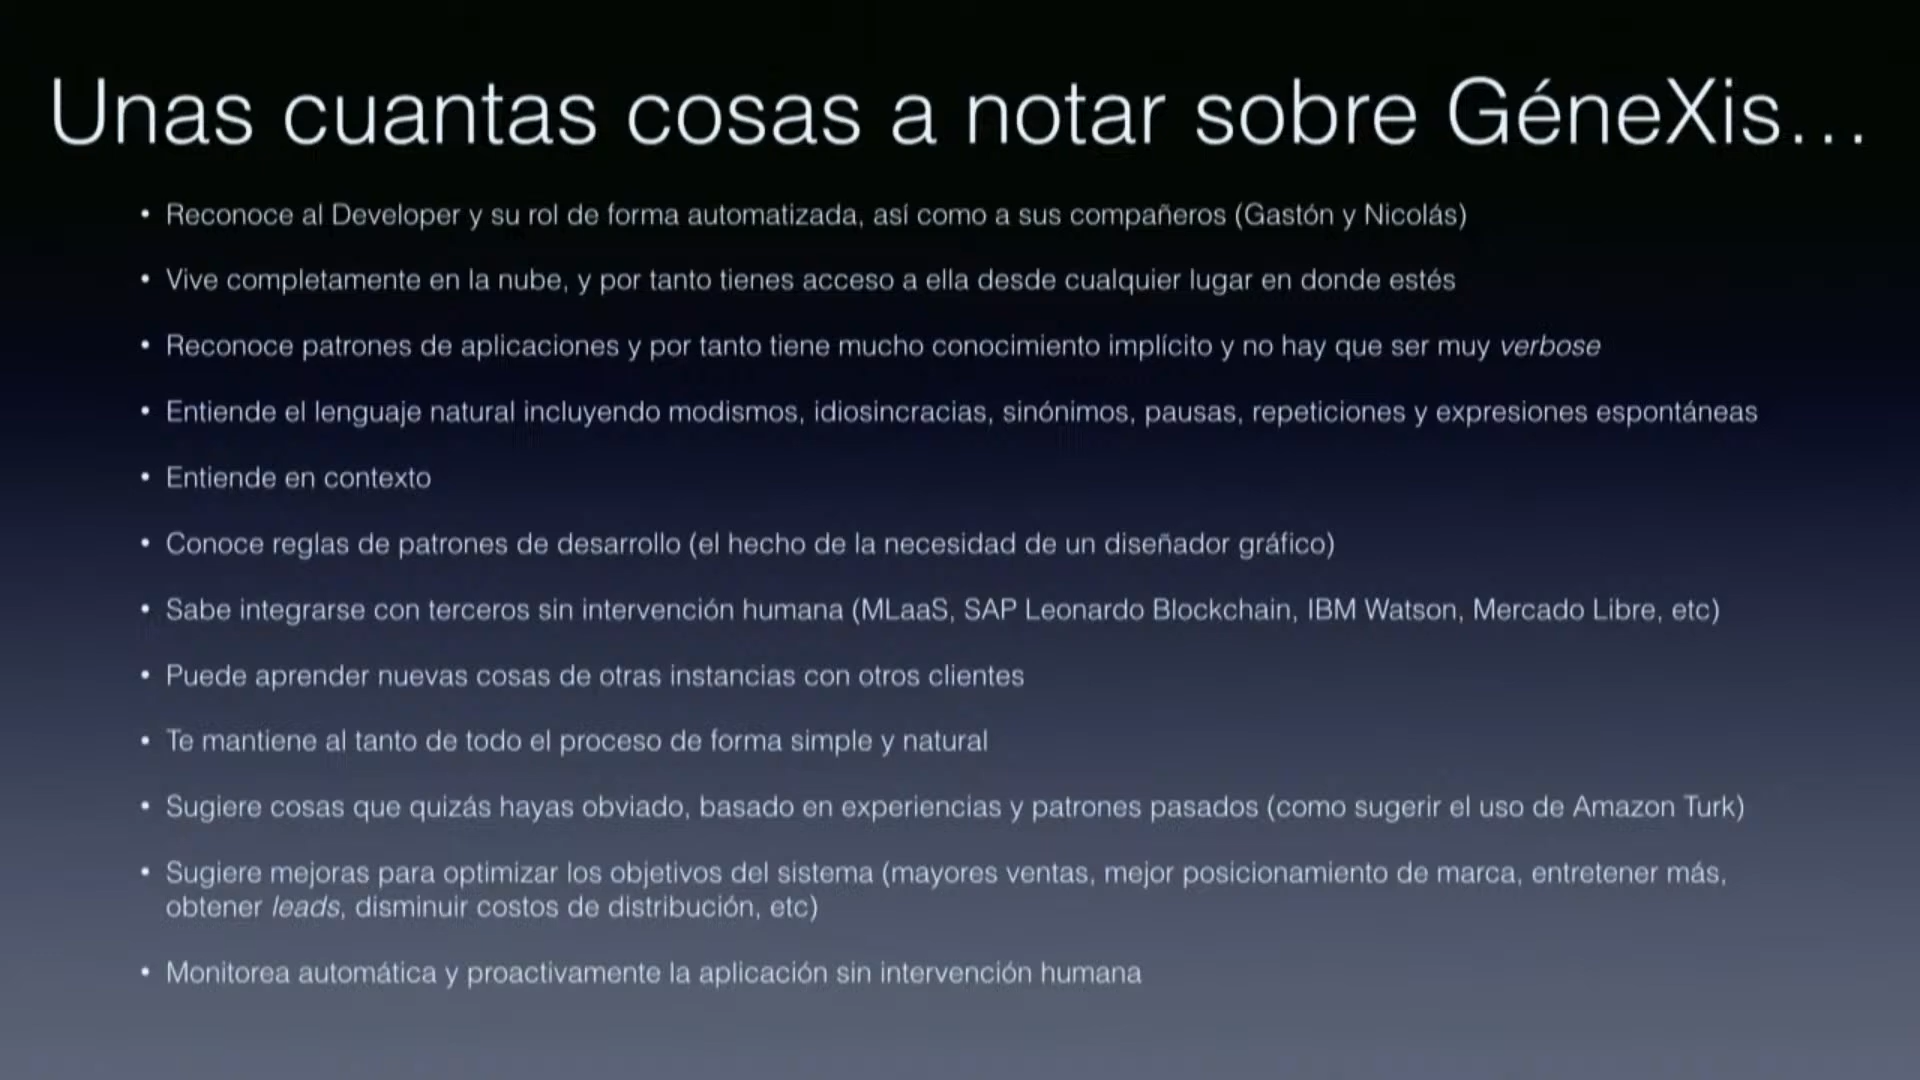 Unas cuantas cosas a notar sobre GéneXis...
• Reconoce al Developer y su rol de forma automatizada, así como a sus compañeros (Gastón y Nicolás)
• Vive completamente en la nube, y por tanto tienes acceso a ella desde cualquier lugar en donde estés
• Reconoce patrones de aplicaciones y por tanto tiene mucho conocimiento implícito y no hay que ser muy verbose
• Entiende el lenguaje natural incluyendo modismos, idiosincracias, sinónimos, pausas, repeticiones y expresiones espontáneas
• Entiende en contexto
• Conoce reglas de patrones de desarrollo (el hecho de la necesidad de un diseñador gráfico)
• Sabe integrarse con terceros sin intervención humana (MLaaS, SAP Leonardo Blockchain, IBM Watson, Mercado Libre, etc)
• Puede aprender nuevas cosas de otras instancias con otros clientes
• Te mantiene al tanto de todo el proceso de forma simple y natural
• Sugiere cosas que quizás hayas obviado, basado en experiencias y patrones pasados (como sugerir el uso de Amazon Turk)
• Sugiere mejoras para optimizar los objetivos del sistema (mayores ventas, mejor posicionamiento de marca, entretener más,
obtener leads, disminuir costos de distribución, etc)
• Monitorea automática y proactivamente la aplicación sin intervención humana